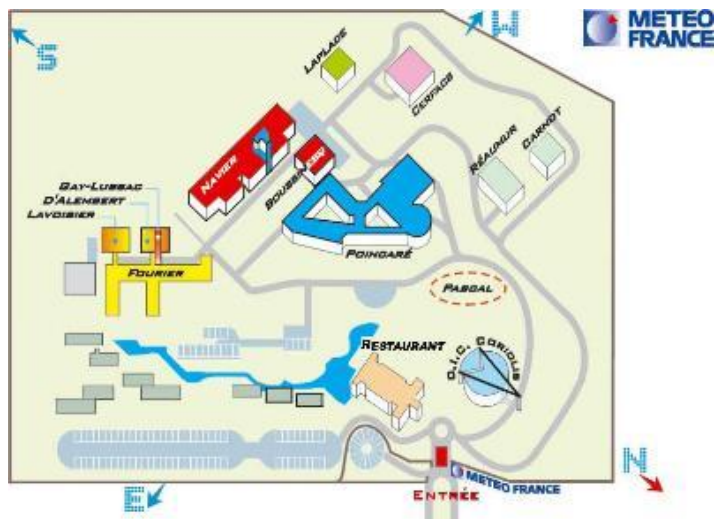 S
W
METEO
FRANCE
LAPLACE
CERFACS
RÉAUMUR
CARNOT
NAVIER
GAY-LUSSAC
D'ALEMBERT
LAVOISIER
FOURIER
POINCARÉ
PASCAL
RESTAURANT
D.I.C. CORIOLIS
N
METEO FRANCE
ENTRÉE
E